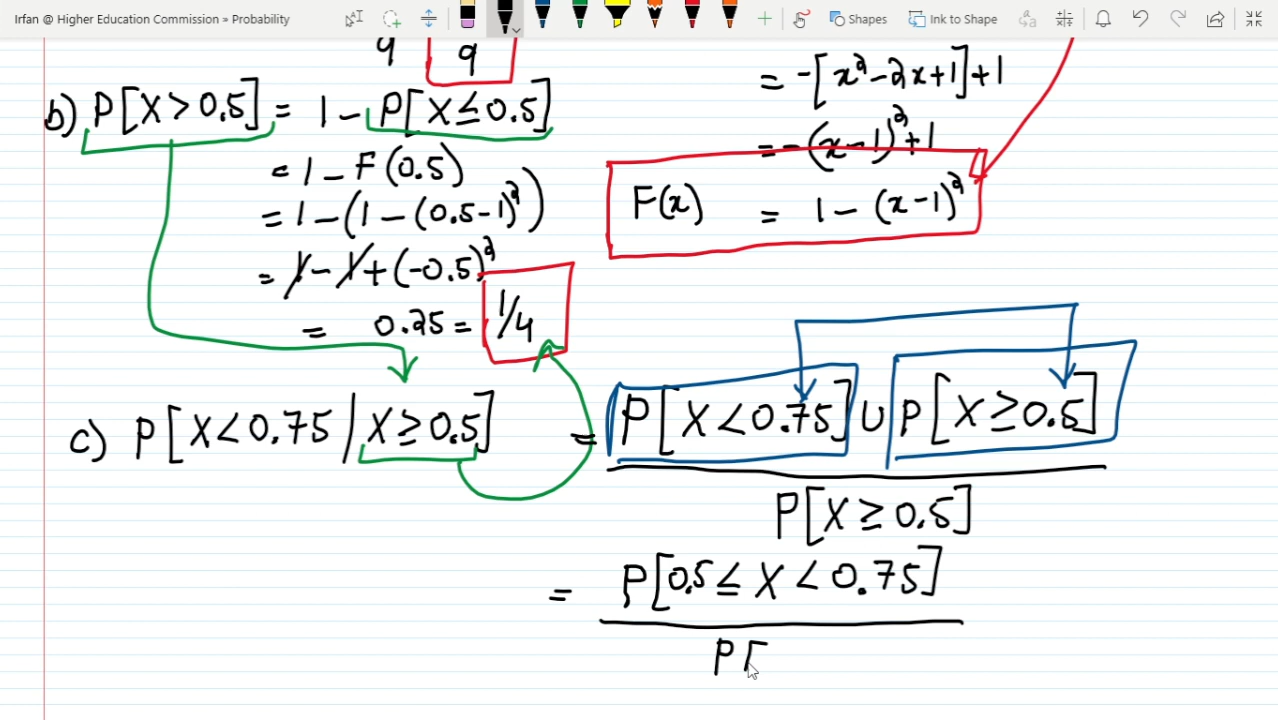 Irfan @ Higher Education Commission » Probability
Shapes
Ink to Shape
9 9
= -[x²-2x+1]+1
b) P[X>0.5] = 1 - P[X≤0.5]
= -(x-1)²+1
= 1 - F(0.5)
F(x) = 1 - (x-1)²
= 1 - (1 - (0.5-1)²)
= 1 - 1 + (-0.5)²
= 0.25 = 1/4
c) P[X<0.75 | X≥0.5] = P[X<0.75] U P[X≥0.5]
P[X≥0.5]
= P[0.5≤X<0.75]
P[